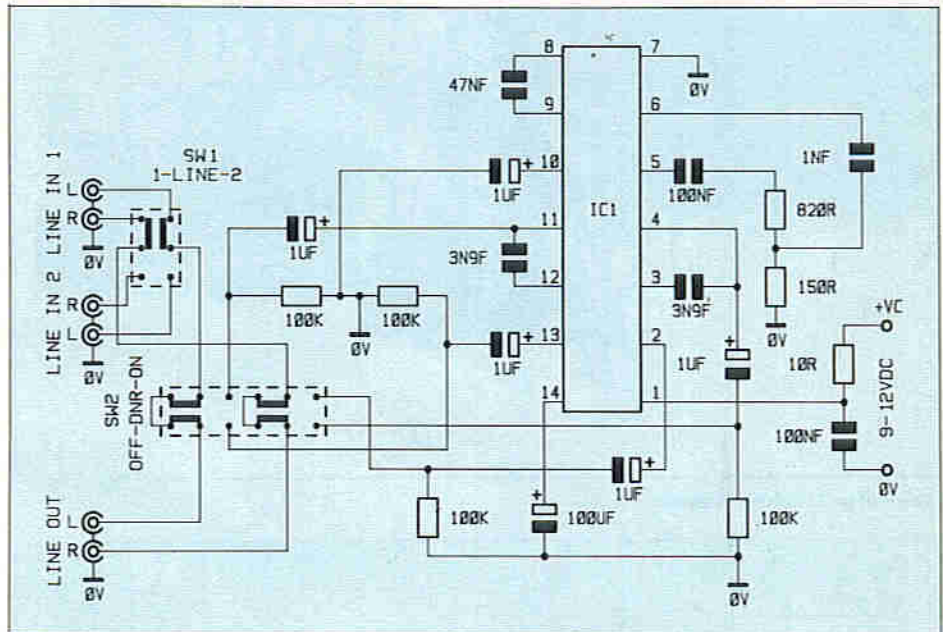 8
7
47NF
0V
9
6
1NF
LINE IN 1
L
R
0V
SW1
1-LINE-2
10
5
+
1UF
100NF
820R
IC1
11
4
+
1UF
3N9F
12
3
3N9F
150R
0V
LINE IN 2
R
L
0V
100K
100K
0V
13
2
+
1UF
1UF
+
+VC
10R
9-12VDC
14
1
100NF
0V
SW2
OFF-DNR-ON
+
1UF
LINE OUT
L
R
0V
100K
+
100UF
100K
0V